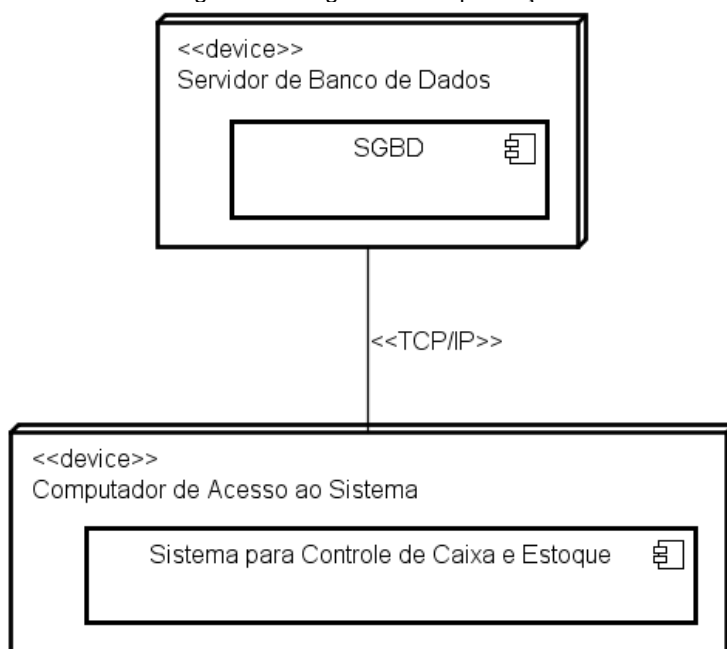 <<device>>
Servidor de Banco de Dados
SGBD
<<TCP/IP>>
<<device>>
Computador de Acesso ao Sistema
Sistema para Controle de Caixa e Estoque